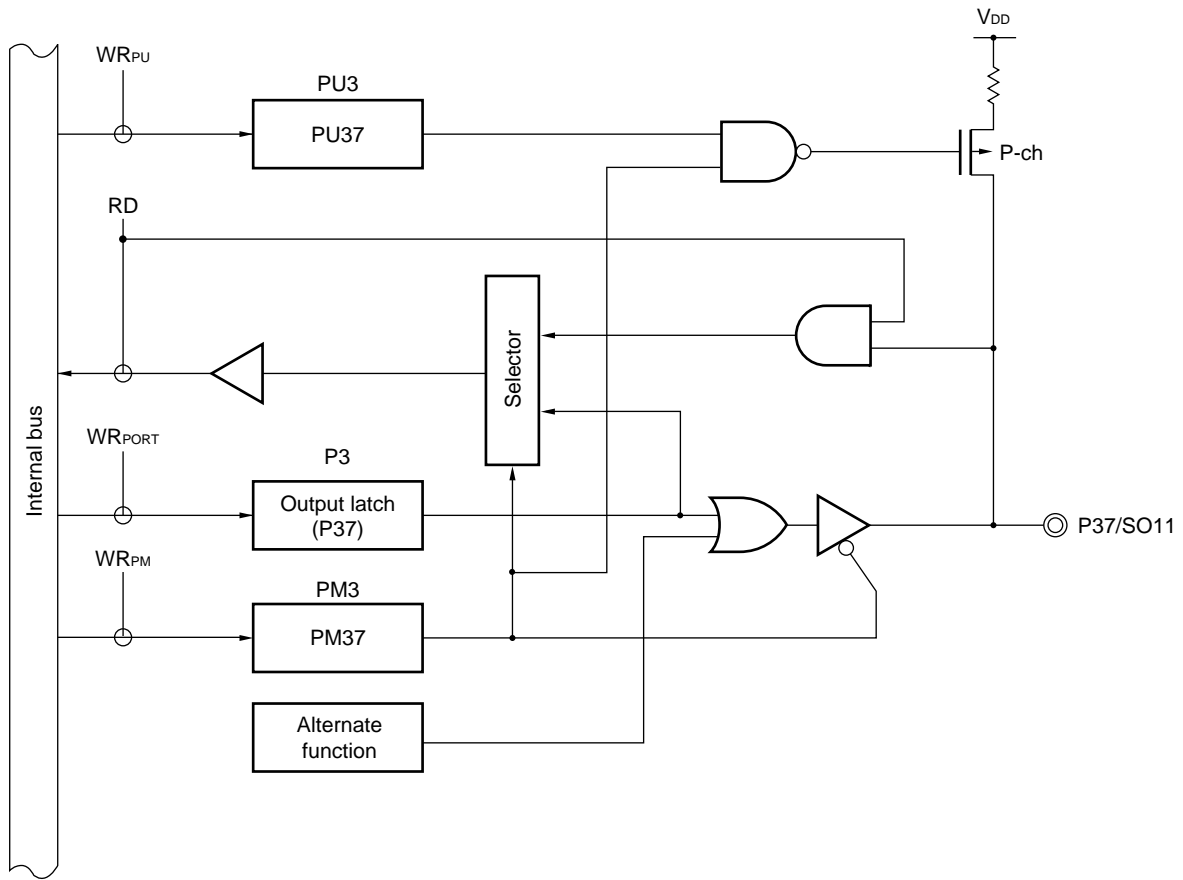 VDD
WRPU
PU3
PU37
P-ch
RD
Selector
Internal bus
WRPORT
P3
Output latch
(P37)
P37/SO11
WRPM
PM3
PM37
Alternate
function